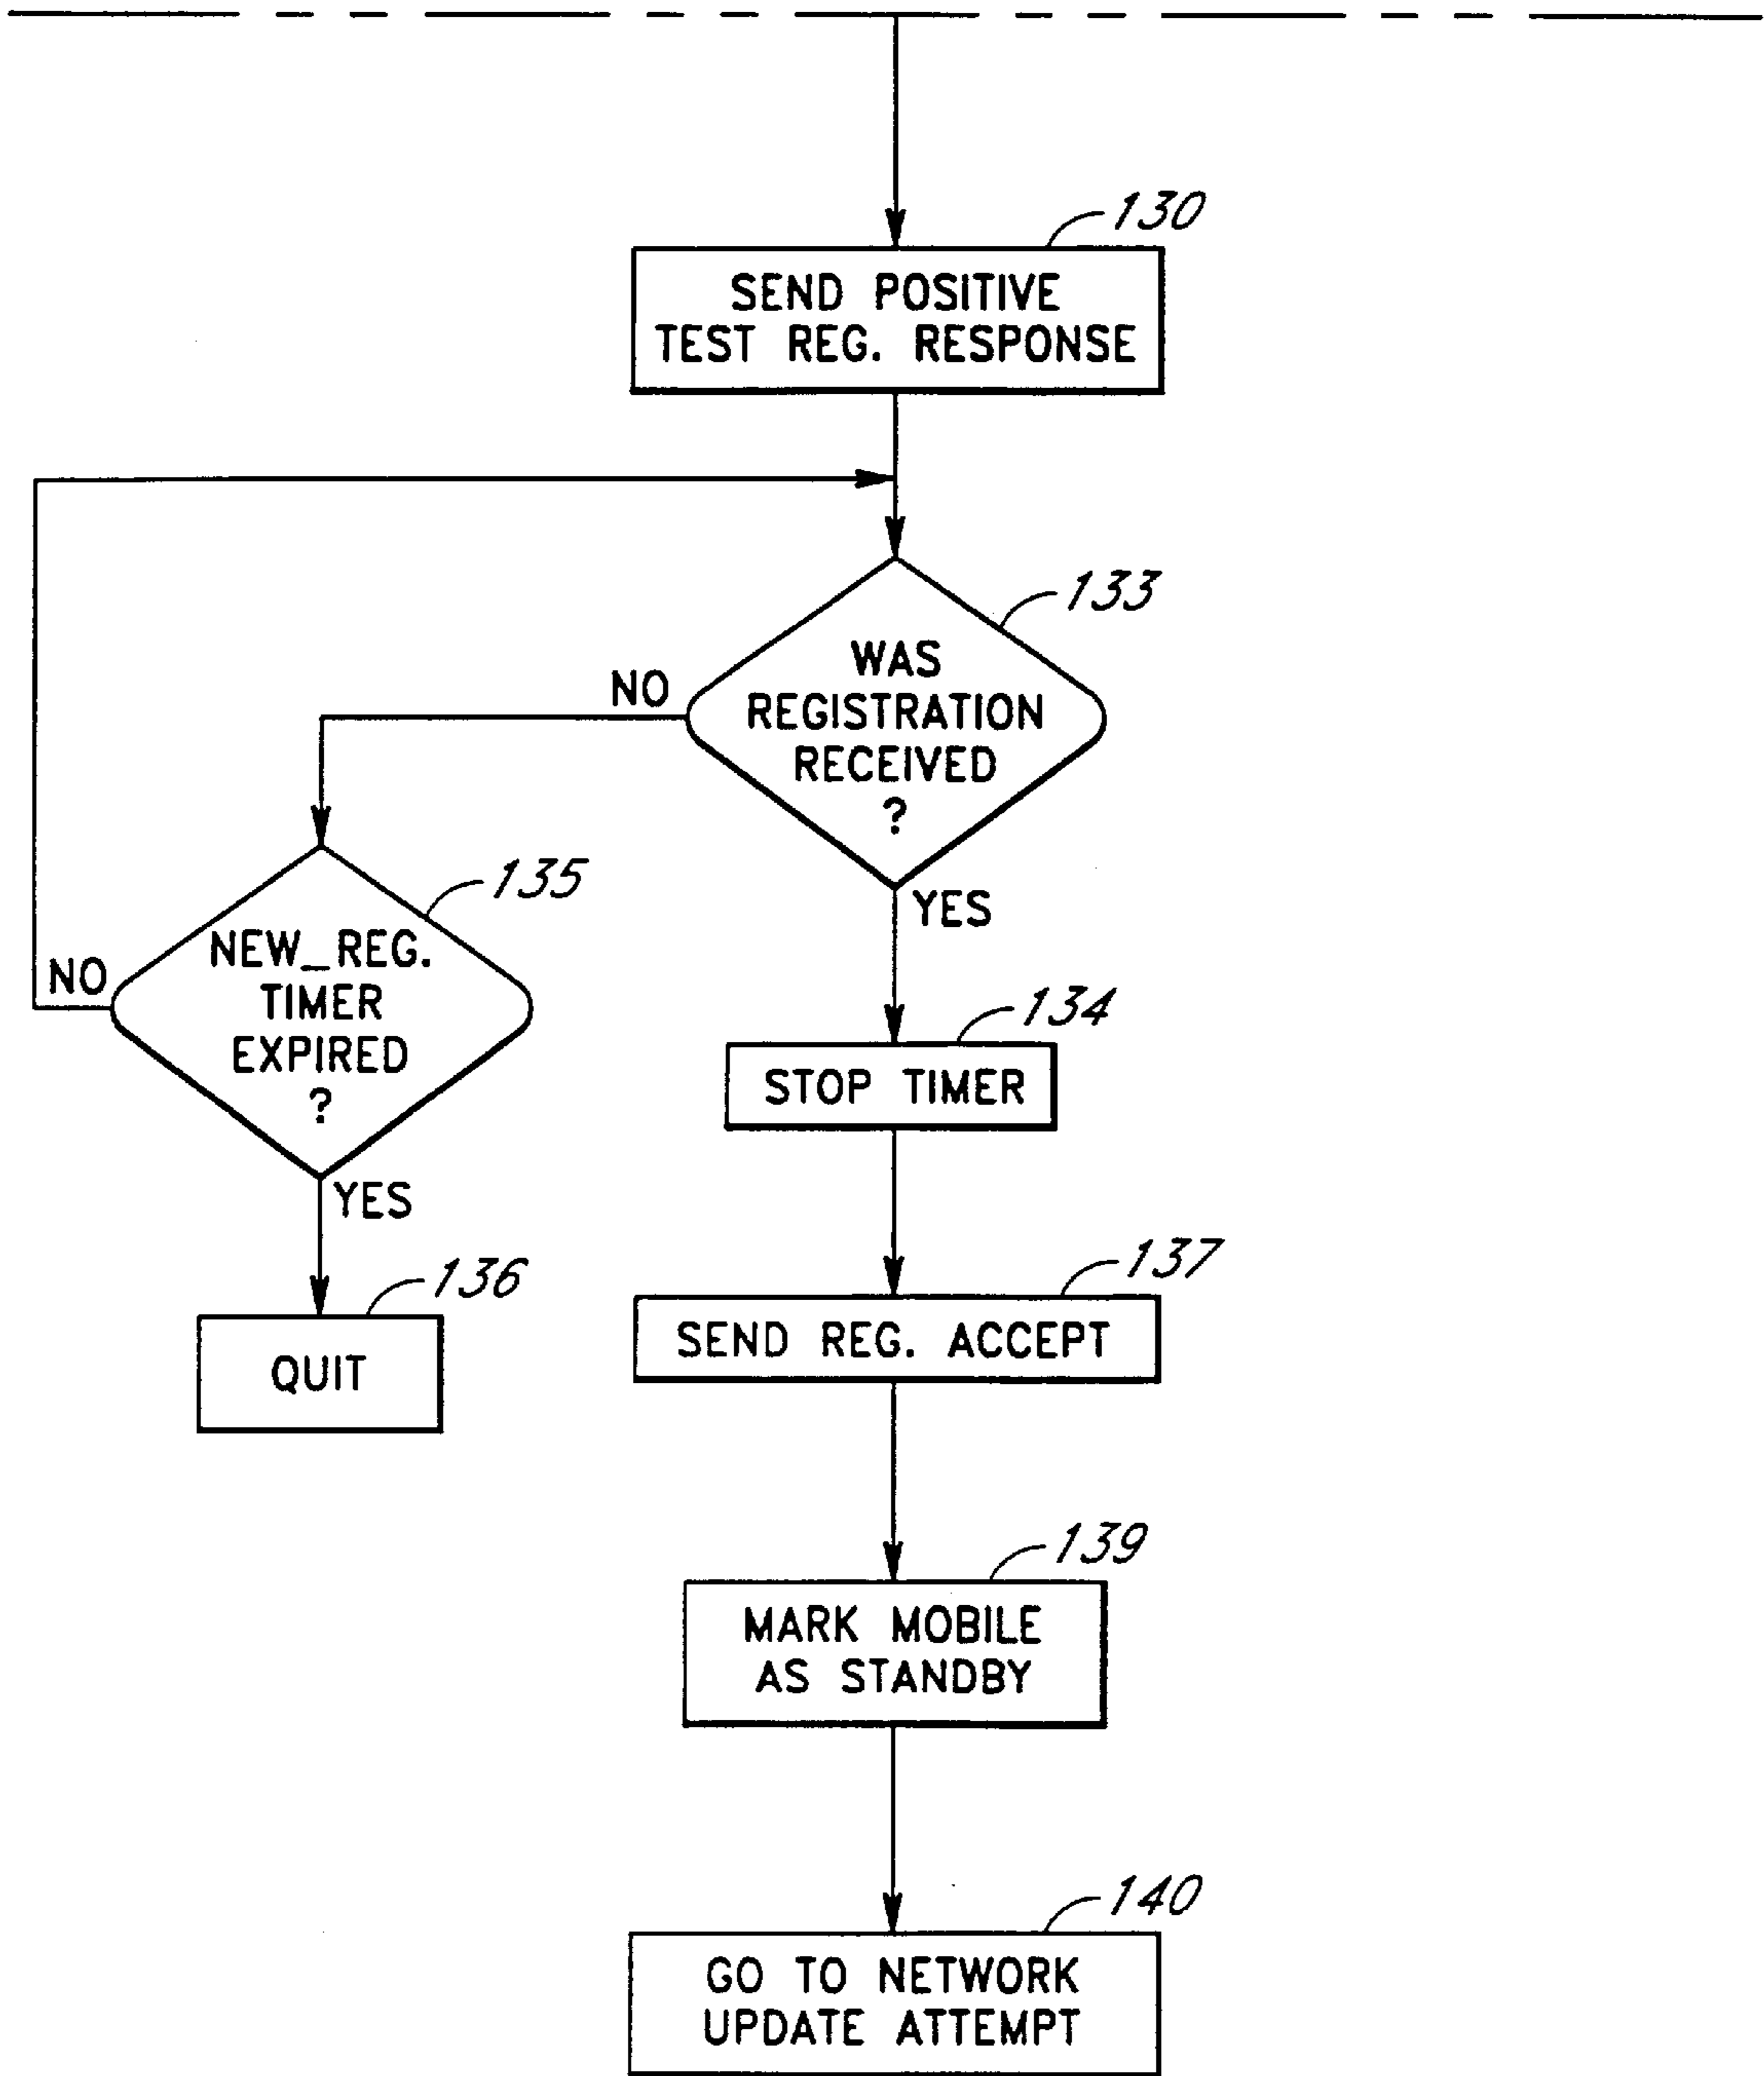 130
SEND POSITIVE
TEST REG. RESPONSE
133
WAS
REGISTRATION
RECEIVED
?
NO
YES
135
NEW_REG.
TIMER
EXPIRED
?
NO
YES
134
STOP TIMER
136
QUIT
137
SEND REG. ACCEPT
139
MARK MOBILE
AS STANDBY
140
GO TO NETWORK
UPDATE ATTEMPT